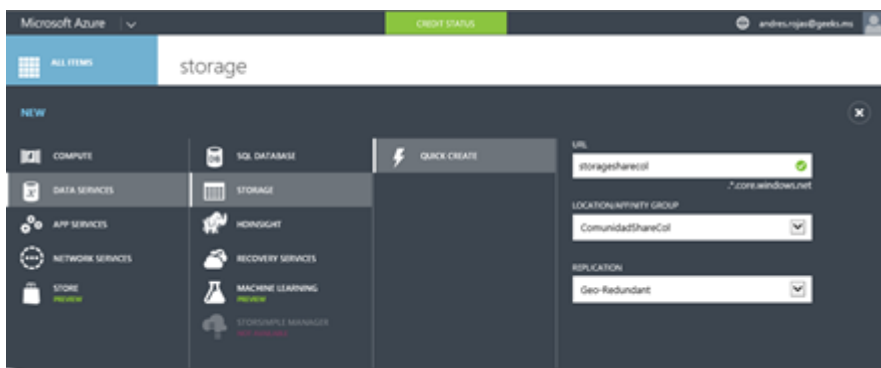 Microsoft Azure
CREDIT STATUS
andres.rojas@geeks.ms
ALL ITEMS
storage
NEW
COMPUTE
DATA SERVICES
APP SERVICES
NETWORK SERVICES
STORE
PREVIEW
SQL DATABASE
STORAGE
HDINSIGHT
RECOVERY SERVICES
MACHINE LEARNING
PREVIEW
STORSIMPLE MANAGER
QUICK CREATE
URL
storagesharecol
.*.core.windows.net
LOCATION/AFFINITY GROUP
ComunidadShareCol
REPLICATION
Geo-Redundant